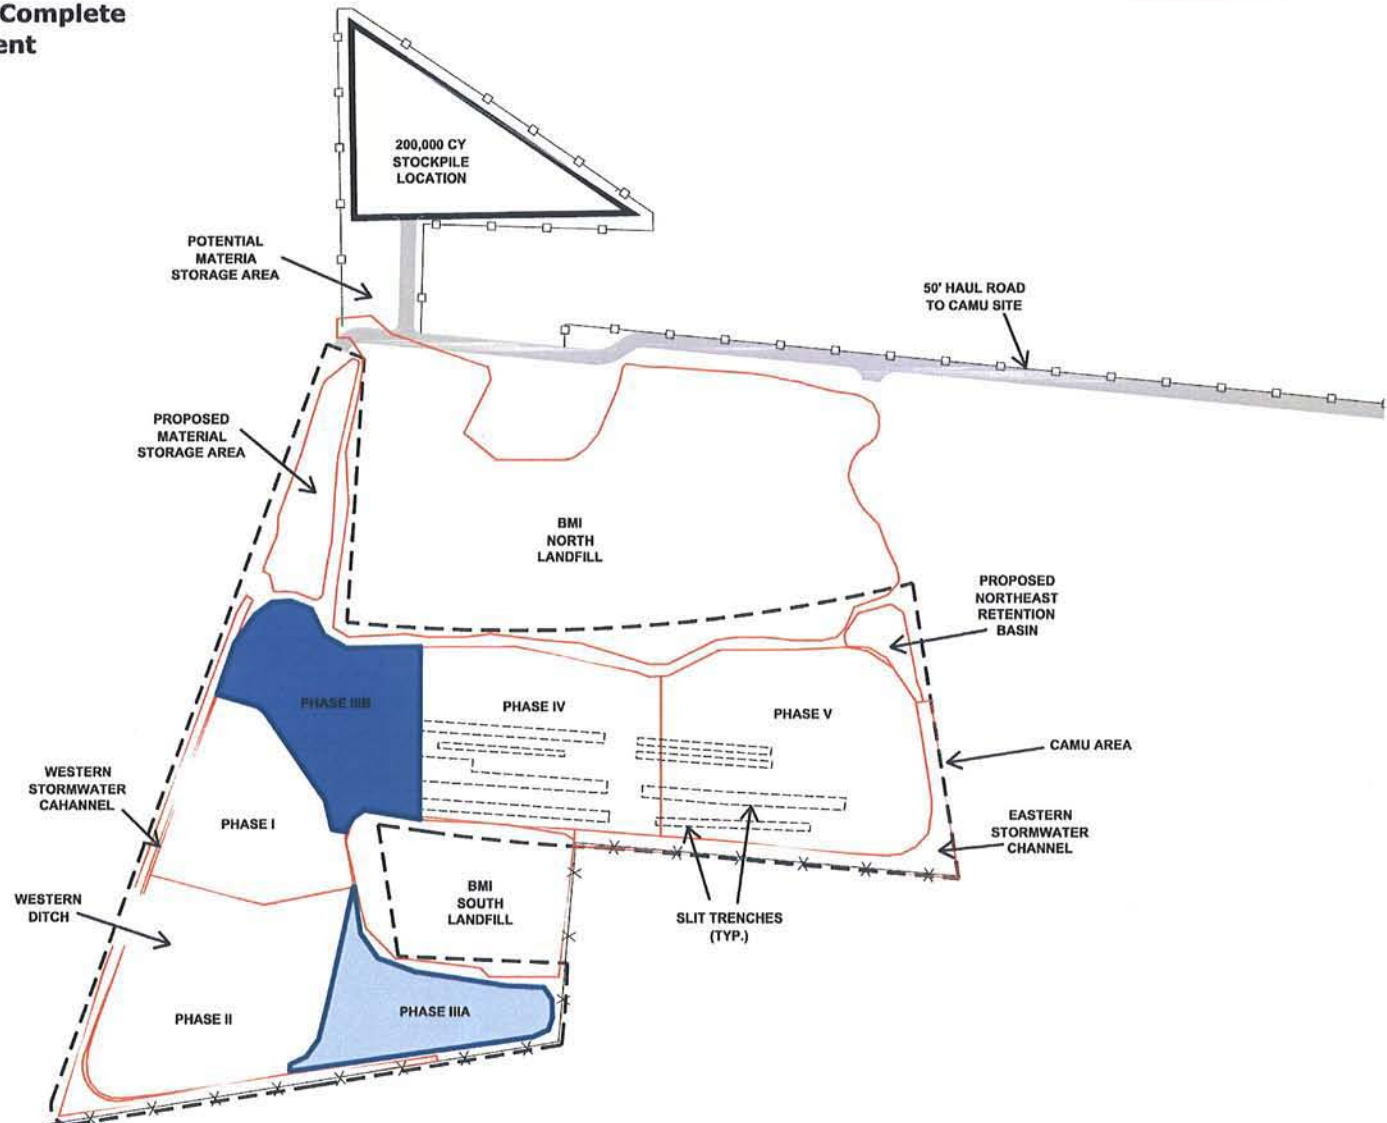 Complete
ent
200,000 CY
STOCKPILE
LOCATION
POTENTIAL
MATERIA
STORAGE AREA
50' HAUL ROAD
TO CAMU SITE
PROPOSED
MATERIAL
STORAGE AREA
BMI
NORTH
LANDFILL
PROPOSED
NORTHEAST
RETENTION
BASIN
PHASE IIIB
PHASE IV
PHASE V
CAMU AREA
WESTERN
STORMWATER
CAHANNEL
PHASE I
EASTERN
STORMWATER
CHANNEL
BMI
SOUTH
LANDFILL
WESTERN
DITCH
SLIT TRENCHES
(TYP.)
PHASE II
PHASE IIIA